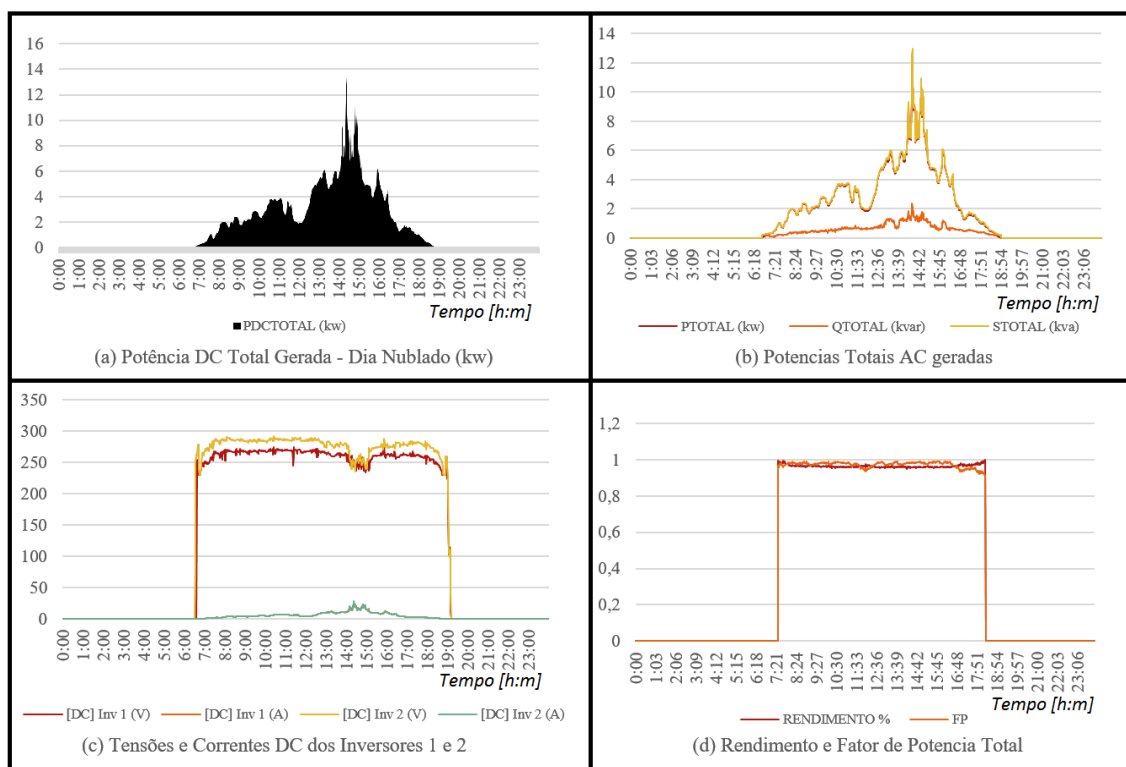 16
14
12
10
8
6
4
2
0
0:00 1:00 2:00 3:00 4:00 5:00 6:00 7:00 8:00 9:00 10:00 11:00 12:00 13:00 14:00 15:00 16:00 17:00 18:00 19:00 20:00 21:00 22:00 23:00
Tempo [h:m]
PDCTOTAL (kw)
(a) Potência DC Total Gerada - Dia Nublado (kw)
14
12
10
8
6
4
2
0
0:00 1:03 2:06 3:09 4:12 5:15 6:18 7:21 8:24 9:27 10:30 11:33 12:36 13:39 14:42 15:45 16:48 17:51 18:54 19:57 21:00 22:03 23:06
Tempo [h:m]
PTOTAL (kw) QTOTAL (kvar) STOTAL (kva)
(b) Potencias Totais AC geradas
350
300
250
200
150
100
50
0
0:00 1:00 2:00 3:00 4:00 5:00 6:00 7:00 8:00 9:00 10:00 11:00 12:00 13:00 14:00 15:00 16:00 17:00 18:00 19:00 20:00 21:00 22:00 23:00
Tempo [h:m]
[DC] Inv 1 (V) [DC] Inv 1 (A) [DC] Inv 2 (V) [DC] Inv 2 (A)
(c) Tensões e Correntes DC dos Inversores 1 e 2
1,2
1
0,8
0,6
0,4
0,2
0
0:00 1:03 2:06 3:09 4:12 5:15 6:18 7:21 8:24 9:27 10:30 11:33 12:36 13:39 14:42 15:45 16:48 17:51 18:54 19:57 21:00 22:03 23:06
Tempo [h:m]
RENDIMENTO % FP
(d) Rendimento e Fator de Potencia Total